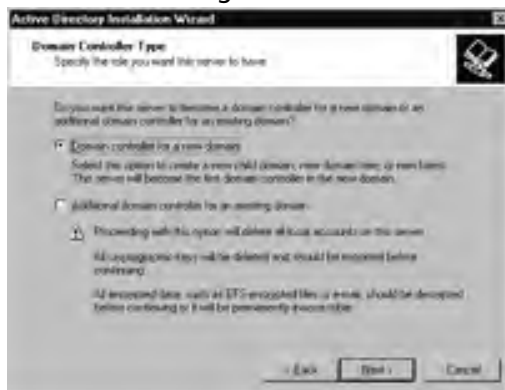 Active Directory Installation Wizard
Domain Controller Type
Specify the role you want this server to have.
Do you want this server to become a domain controller for a new domain or an
additional domain controller for an existing domain?
Domain controller for a new domain
Select this option to create a new child domain, new domain tree, or new forest.
This server will become the first domain controller in the new domain.
Additional domain controller for an existing domain
Proceeding with this option will delete all local accounts on this server.
All cryptographic keys will be deleted and should be exported before
continuing.
All encrypted data, such as EFS-encrypted files or e-mail, should be decrypted
before continuing or it will be permanently inaccessible.
< Back
Next >
Cancel